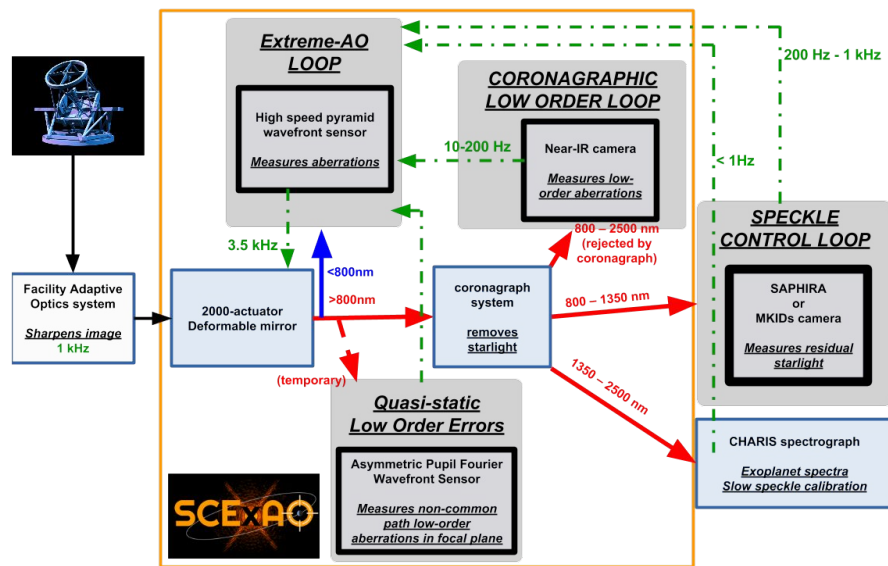 Extreme-AO
LOOP
High speed pyramid
wavefront sensor
Measures aberrations
CORONAGRAPHIC
LOW ORDER LOOP
Near-IR camera
Measures low-
order aberrations
200 Hz - 1 kHz
10-200 Hz
< 1Hz
SPECKLE
CONTROL LOOP
SAPHIRA
or
MKIDs camera
Measures residual
starlight
3.5 kHz
<800nm
>800nm
800 – 2500 nm
(rejected by
coronagraph)
Facility Adaptive
Optics system
Sharpens image
1 kHz
2000-actuator
Deformable mirror
coronagraph
system
removes
starlight
800 – 1350 nm
1350 – 2500 nm
(temporary)
Quasi-static
Low Order Errors
Asymmetric Pupil Fourier
Wavefront Sensor
Measures non-common
path low-order
aberrations in focal plane
CHARIS spectrograph
Exoplanet spectra
Slow speckle calibration
SCExAO